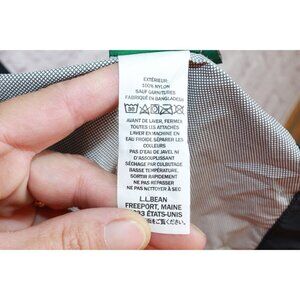 EXTÉRIEUR:
100% NYLON
SAUF GARNITURES
FABRIQUÉ EN BANGLADESH
30
AVANT DE LAVER, FERMER
TOUTES LES ATTACHES
LAVER EN MACHINE EN
EAU FROIDE, SÉPARER LES
COULEURS
PAS D'EAU DE JAVEL NI
D'ASSOUPLISSANT
SÉCHAGE PAR CULBUTAGE
BASSE TEMPÉRATURE,
SORTIR RAPIDEMENT
NE PAS REPASSER
NE PAS NETTOYER À SEC
L.L.BEAN
FREEPORT, MAINE
ÉTATS-UNIS